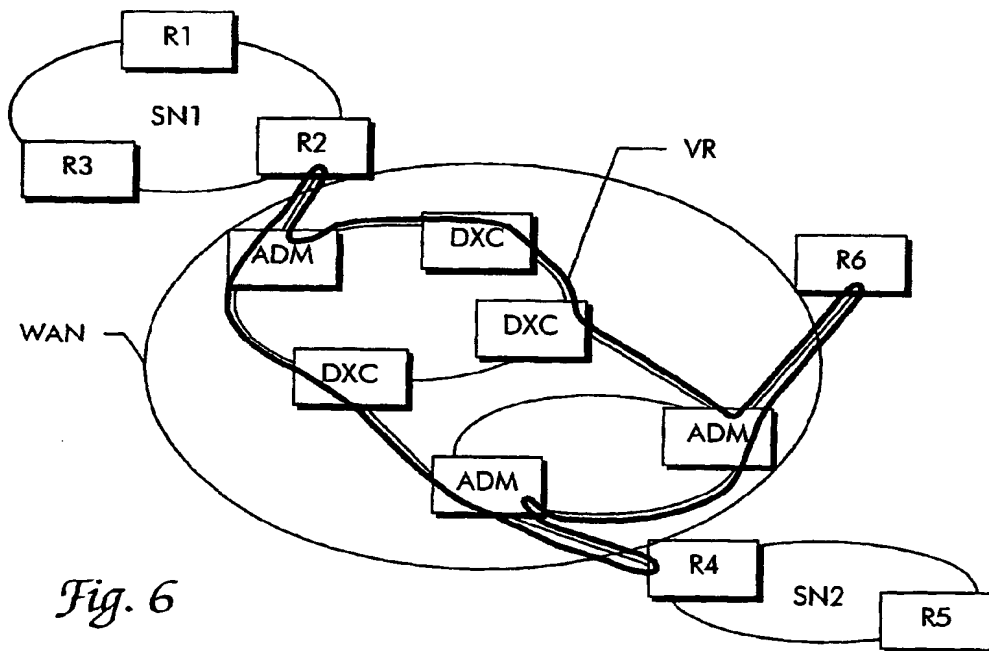 R1
SN1
R2
R3
VR
ADM
DXC
R6
DXC
WAN
DXC
ADM
ADM
R4
SN2
R5
Fig. 6